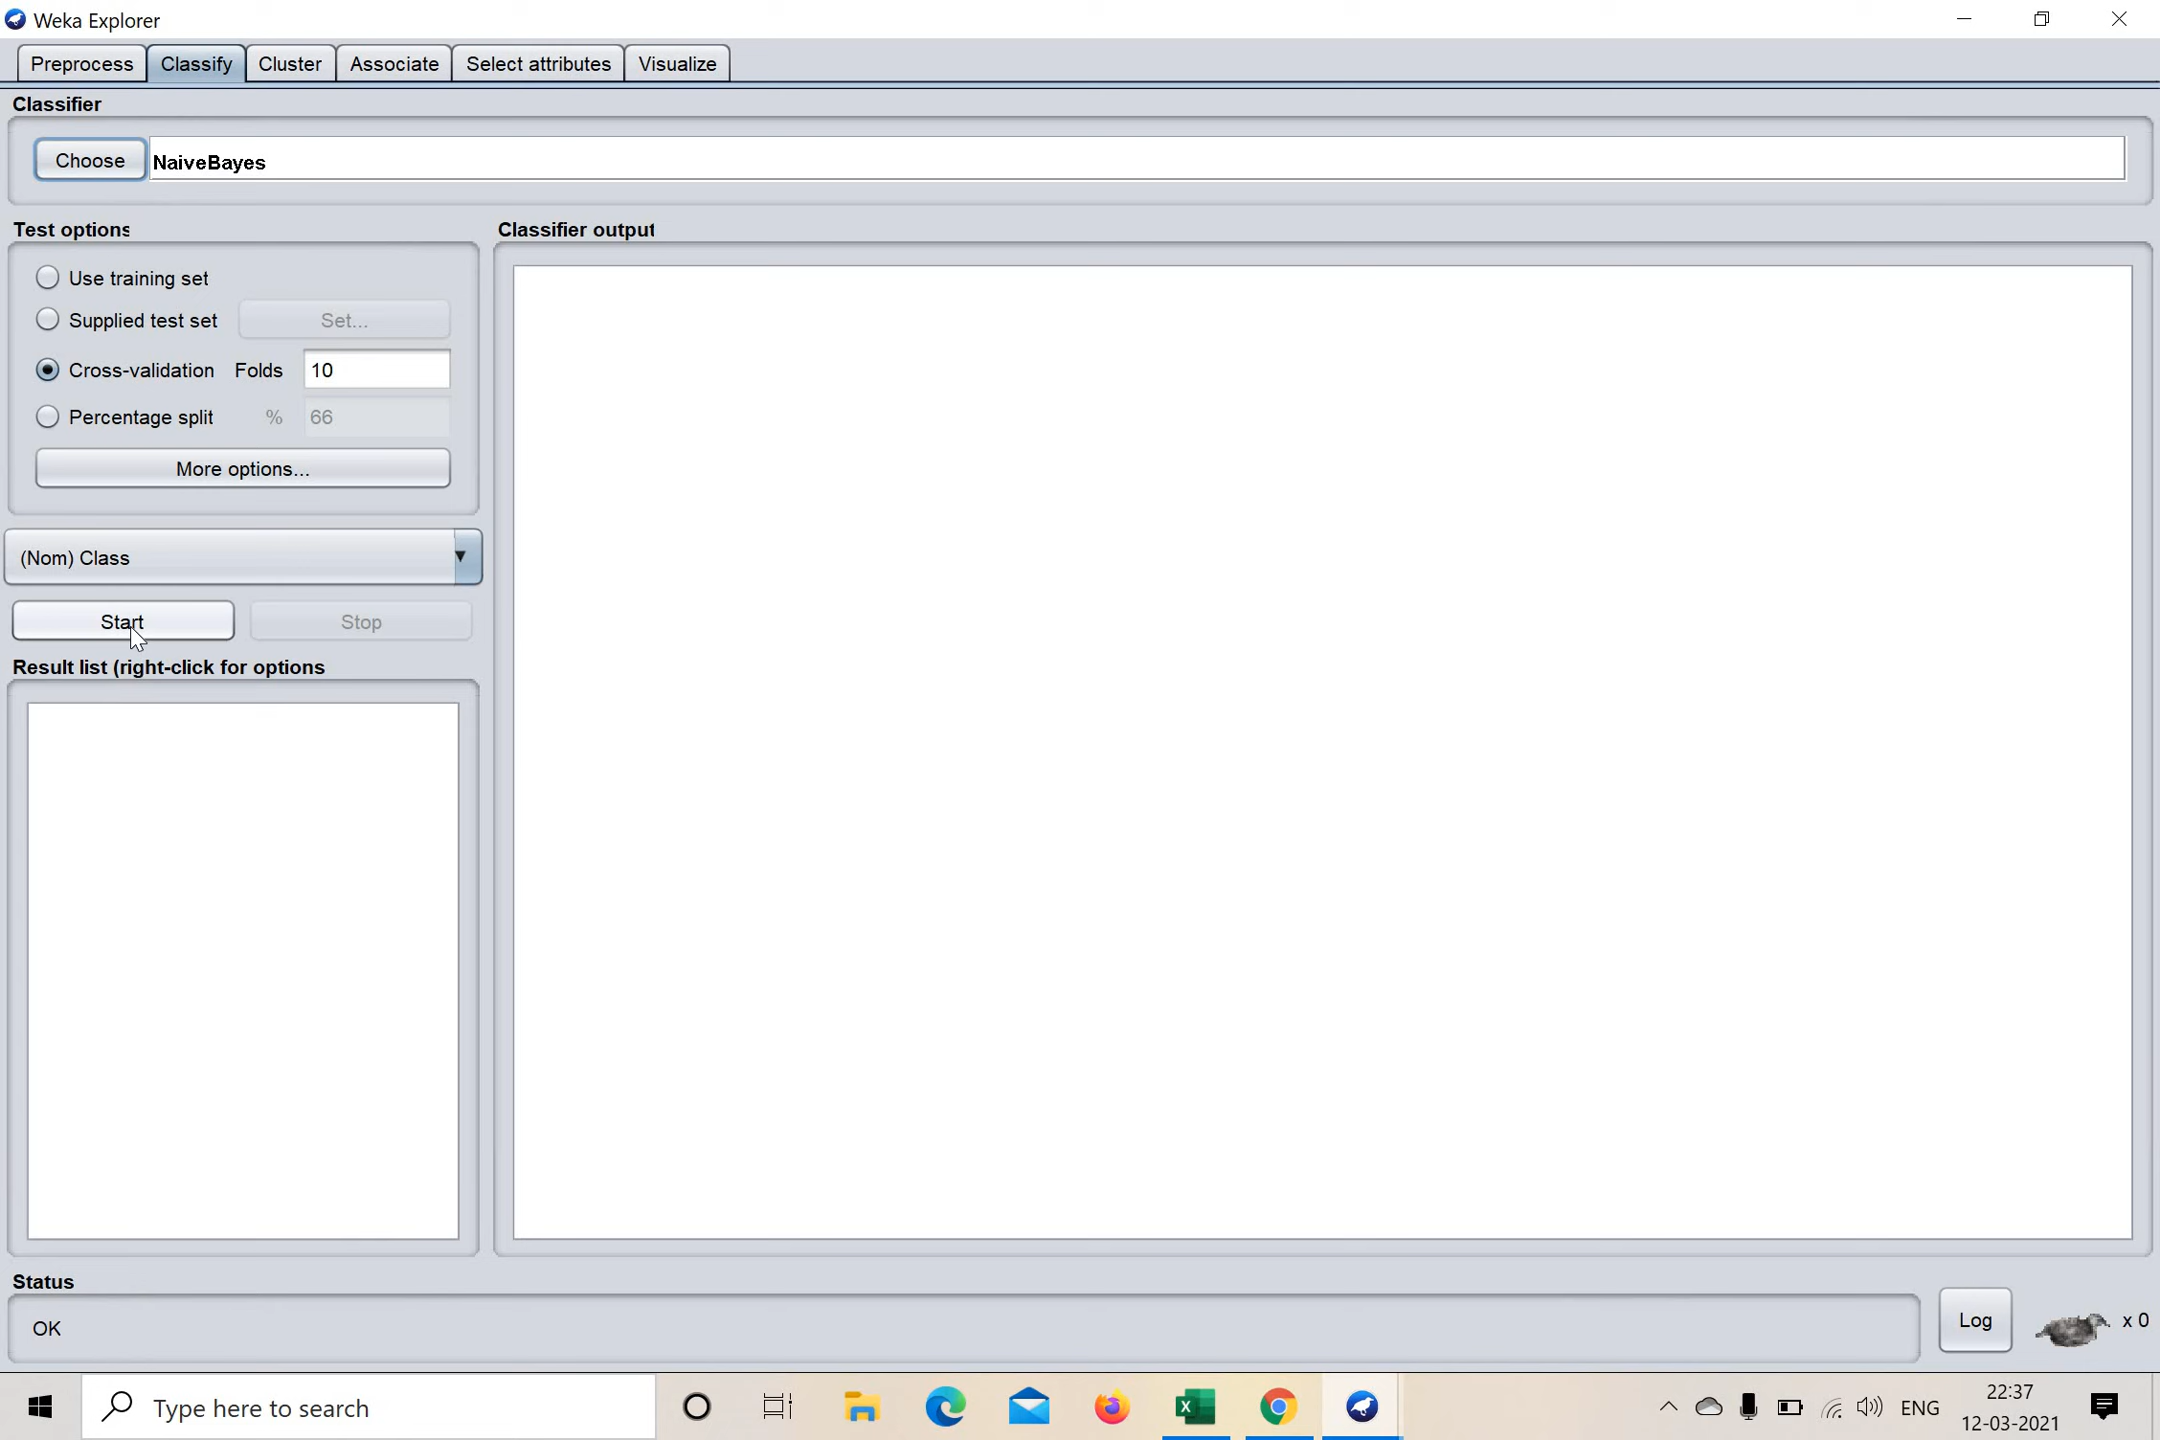 Weka Explorer
Preprocess Classify Cluster Associate Select attributes Visualize
Classifier
Choose NaiveBayes
Test options
Use training set
Supplied test set Set...
Cross-validation Folds 10
Percentage split % 66
More options...
(Nom) Class
Start Stop
Result list (right-click for options
Classifier output
Status
OK
Log x 0
Type here to search
ENG
22:37
12-03-2021